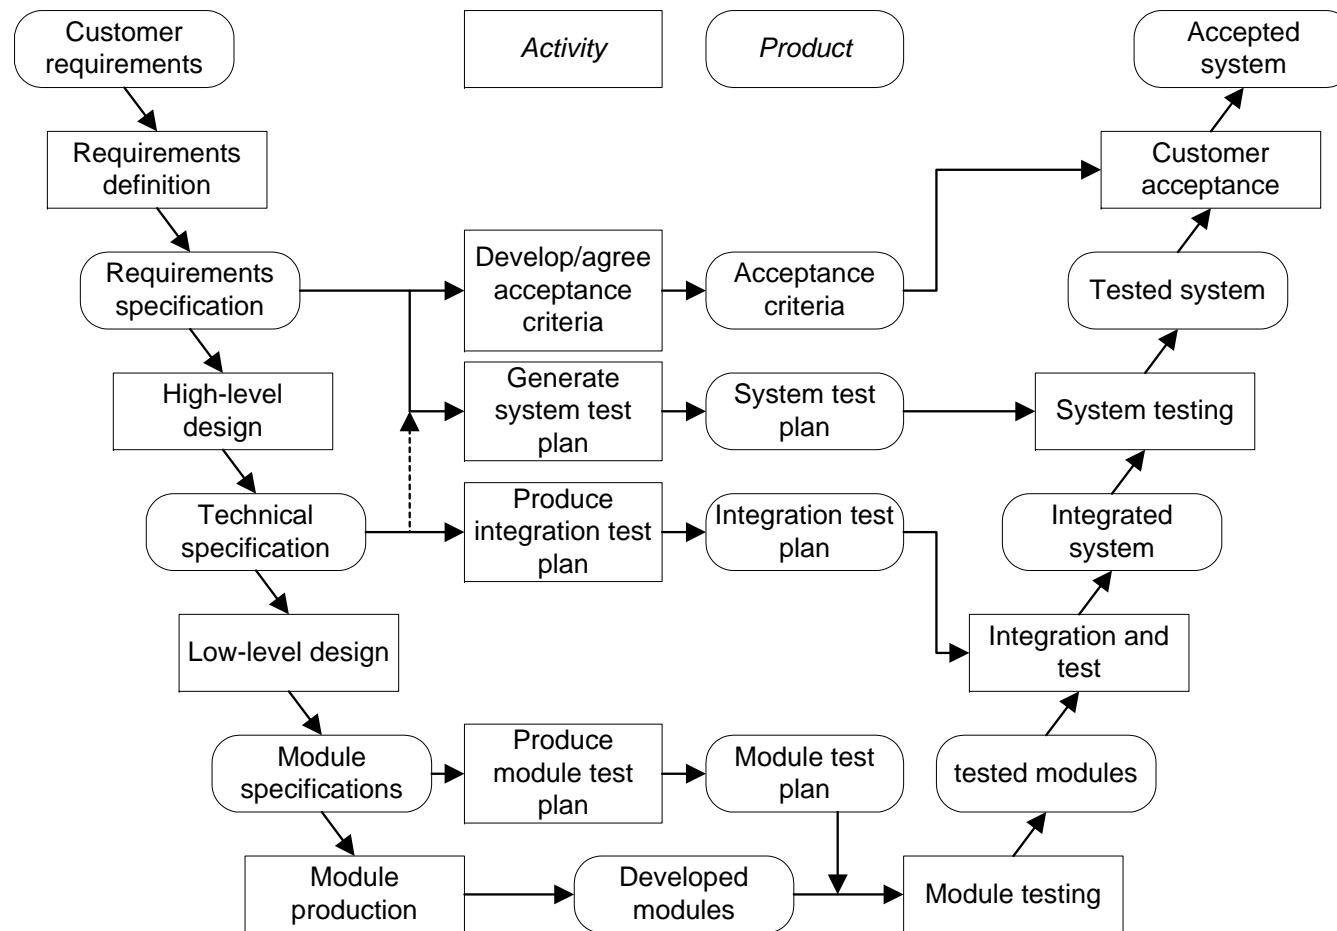 Customer
requirements
Activity
Product
Accepted
system
Requirements
definition
Customer
acceptance
Requirements
specification
Develop/agree
acceptance
criteria
Acceptance
criteria
Tested system
High-level
design
Generate
system test
plan
System test
plan
System testing
Technical
specification
Produce
integration test
plan
Integration test
plan
Integrated
system
Low-level design
Integration and
test
Module
specifications
Produce
module test
plan
Module test
plan
tested modules
Module
production
Developed
modules
Module testing